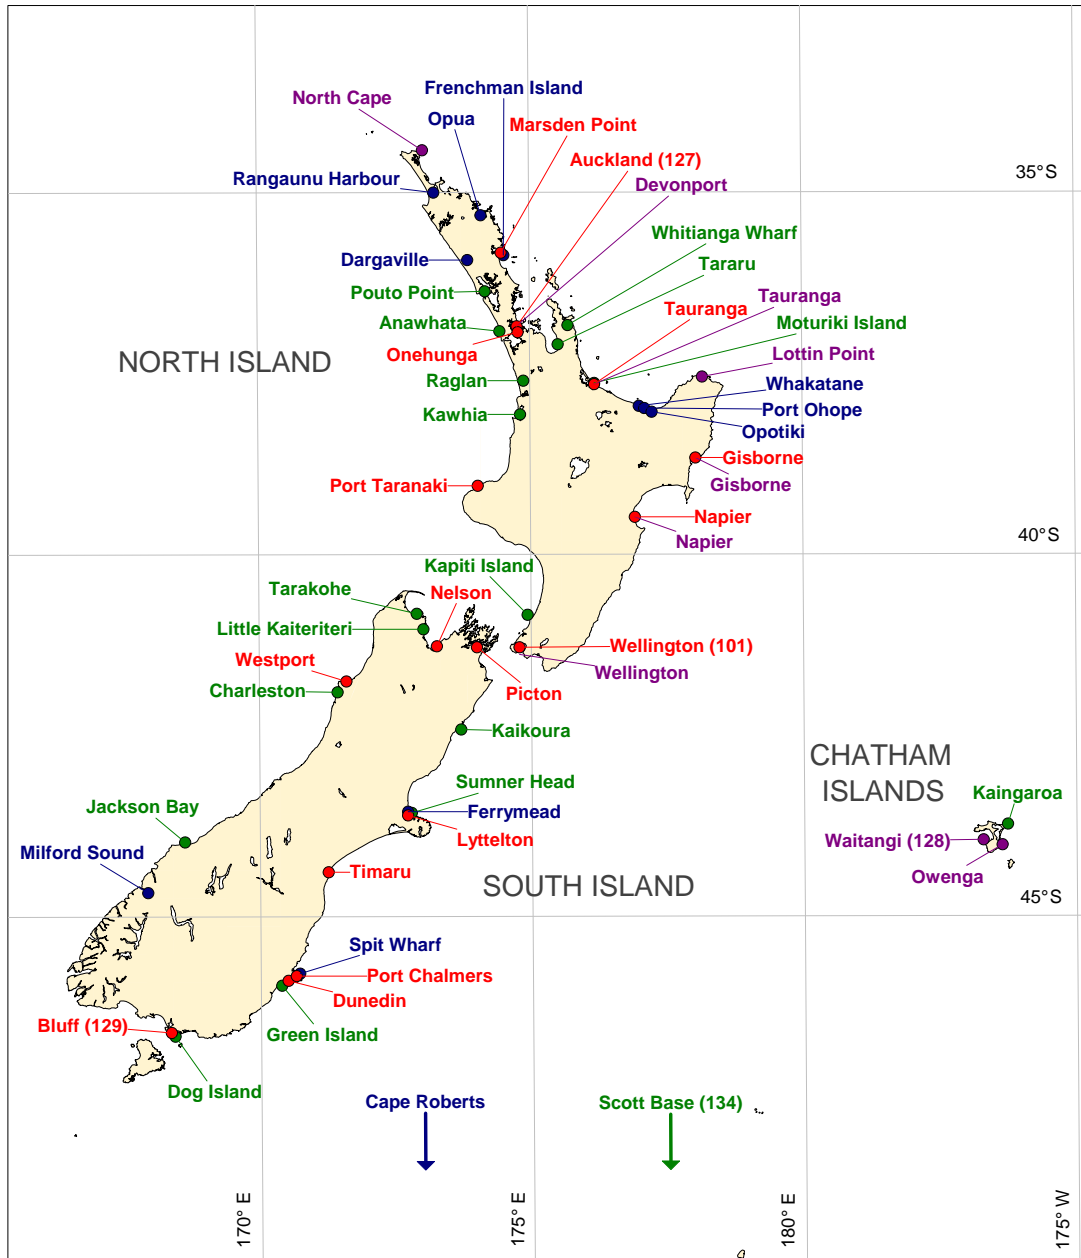 Frenchman Island
North Cape
Opua
Marsden Point
Auckland (127)
35°S
Rangaunu Harbour
Devonport
Whitianga Wharf
Dargaville
Tararu
Pouto Point
Tauranga
Tauranga
Anawhata
Moturiki Island
Onehunga
Lottin Point
NORTH ISLAND
Raglan
Whakatane
Kawhia
Port Ohope
Opotiki
Gisborne
Port Taranaki
Gisborne
Napier
40°S
Napier
Kapiti Island
Tarakohe
Nelson
Little Kaiteriteri
Wellington (101)
Westport
Wellington
Charleston
Picton
Kaikoura
CHATHAM
ISLANDS
Sumner Head
Kaingaroa
Jackson Bay
Ferrymead
Lyttelton
Waitangi (128)
Milford Sound
Timaru
Owenga
SOUTH ISLAND
45°S
Spit Wharf
Port Chalmers
Dunedin
Bluff (129)
Green Island
Dog Island
Cape Roberts
Scott Base (134)
170° E
175° E
180° E
175° W